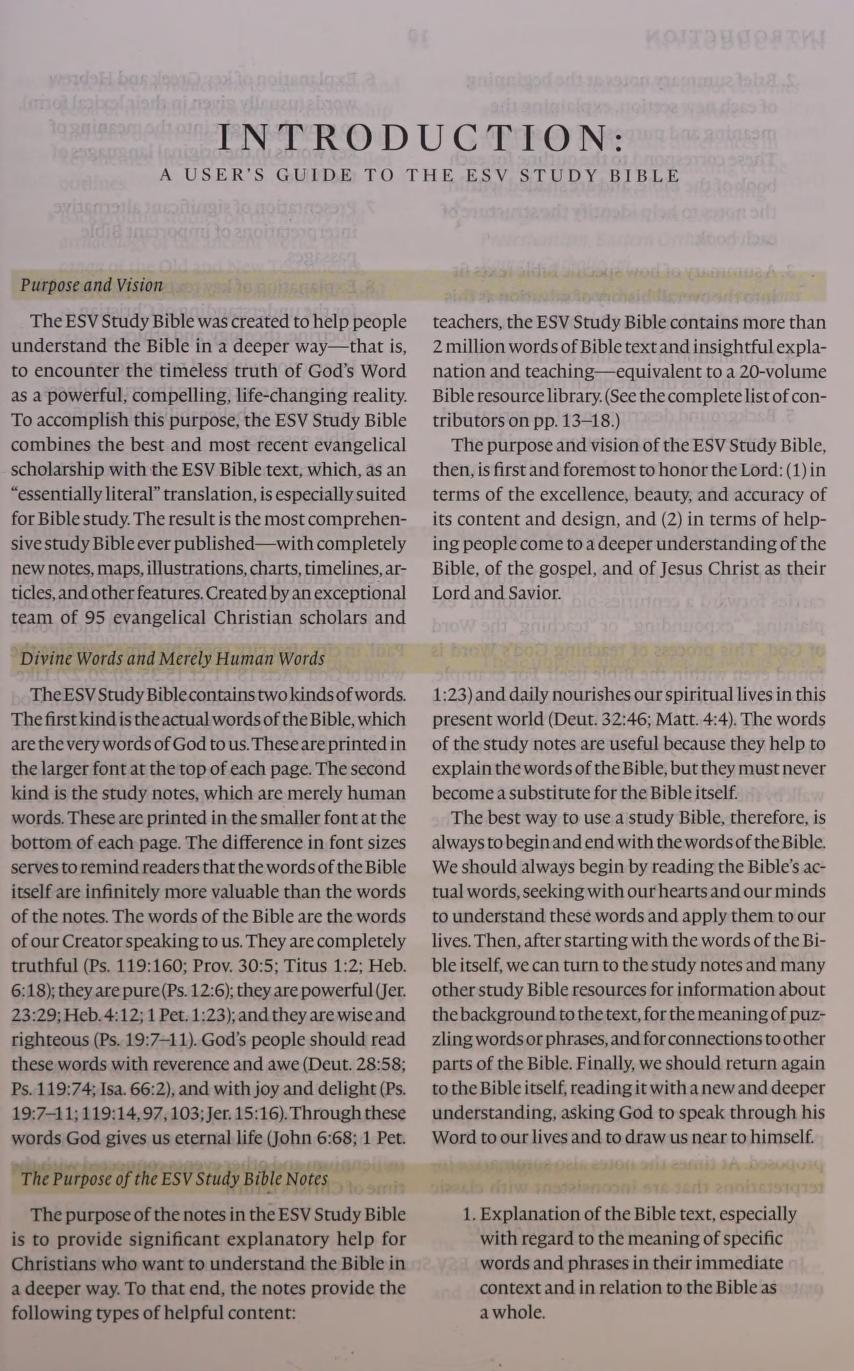 INTRODUCTION:
A USER'S GUIDE TO THE ESV STUDY BIBLE
Purpose and Vision
The ESV Study Bible was created to help people
understand the Bible in a deeper way—that is,
to encounter the timeless truth of God's Word
as a powerful, compelling, life-changing reality.
To accomplish this purpose, the ESV Study Bible
combines the best and most recent evangelical
scholarship with the ESV Bible text, which, as an
"essentially literal" translation, is especially suited
for Bible study. The result is the most comprehen-
sive study Bible ever published—with completely
new notes, maps, illustrations, charts, timelines, ar-
ticles, and other features. Created by an exceptional
team of 95 evangelical Christian scholars and
teachers, the ESV Study Bible contains more than
2 million words of Bible text and insightful expla-
nation and teaching—equivalent to a 20-volume
Bible resource library. (See the complete list of con-
tributors on pp. 13–18.)
The purpose and vision of the ESV Study Bible,
then, is first and foremost to honor the Lord: (1) in
terms of the excellence, beauty, and accuracy of
its content and design, and (2) in terms of help-
ing people come to a deeper understanding of the
Bible, of the gospel, and of Jesus Christ as their
Lord and Savior.
Divine Words and Merely Human Words
The ESV Study Bible contains two kinds of words.
The first kind is the actual words of the Bible, which
are the very words of God to us. These are printed in
the larger font at the top of each page. The second
kind is the study notes, which are merely human
words. These are printed in the smaller font at the
bottom of each page. The difference in font sizes
serves to remind readers that the words of the Bible
itself are infinitely more valuable than the words
of the notes. The words of the Bible are the words
of our Creator speaking to us. They are completely
truthful (Ps. 119:160; Prov. 30:5; Titus 1:2; Heb.
6:18); they are pure (Ps. 12:6); they are powerful (Jer.
23:29; Heb. 4:12; 1 Pet. 1:23); and they are wise and
righteous (Ps. 19:7–11). God's people should read
these words with reverence and awe (Deut. 28:58;
Ps. 119:74; Isa. 66:2), and with joy and delight (Ps.
19:7–11; 119:14, 97, 103; Jer. 15:16). Through these
words God gives us eternal life (John 6:68; 1 Pet.
1:23) and daily nourishes our spiritual lives in this
present world (Deut. 32:46; Matt. 4:4). The words
of the study notes are useful because they help to
explain the words of the Bible, but they must never
become a substitute for the Bible itself.
The best way to use a study Bible, therefore, is
always to begin and end with the words of the Bible.
We should always begin by reading the Bible's ac-
tual words, seeking with our hearts and our minds
to understand these words and apply them to our
lives. Then, after starting with the words of the Bi-
ble itself, we can turn to the study notes and many
other study Bible resources for information about
the background to the text, for the meaning of puz-
zling words or phrases, and for connections to other
parts of the Bible. Finally, we should return again
to the Bible itself, reading it with a new and deeper
understanding, asking God to speak through his
Word to our lives and to draw us near to himself.
The Purpose of the ESV Study Bible Notes
The purpose of the notes in the ESV Study Bible
is to provide significant explanatory help for
Christians who want to understand the Bible in
a deeper way. To that end, the notes provide the
following types of helpful content:
1. Explanation of the Bible text, especially
with regard to the meaning of specific
words and phrases in their immediate
context and in relation to the Bible as
a whole.